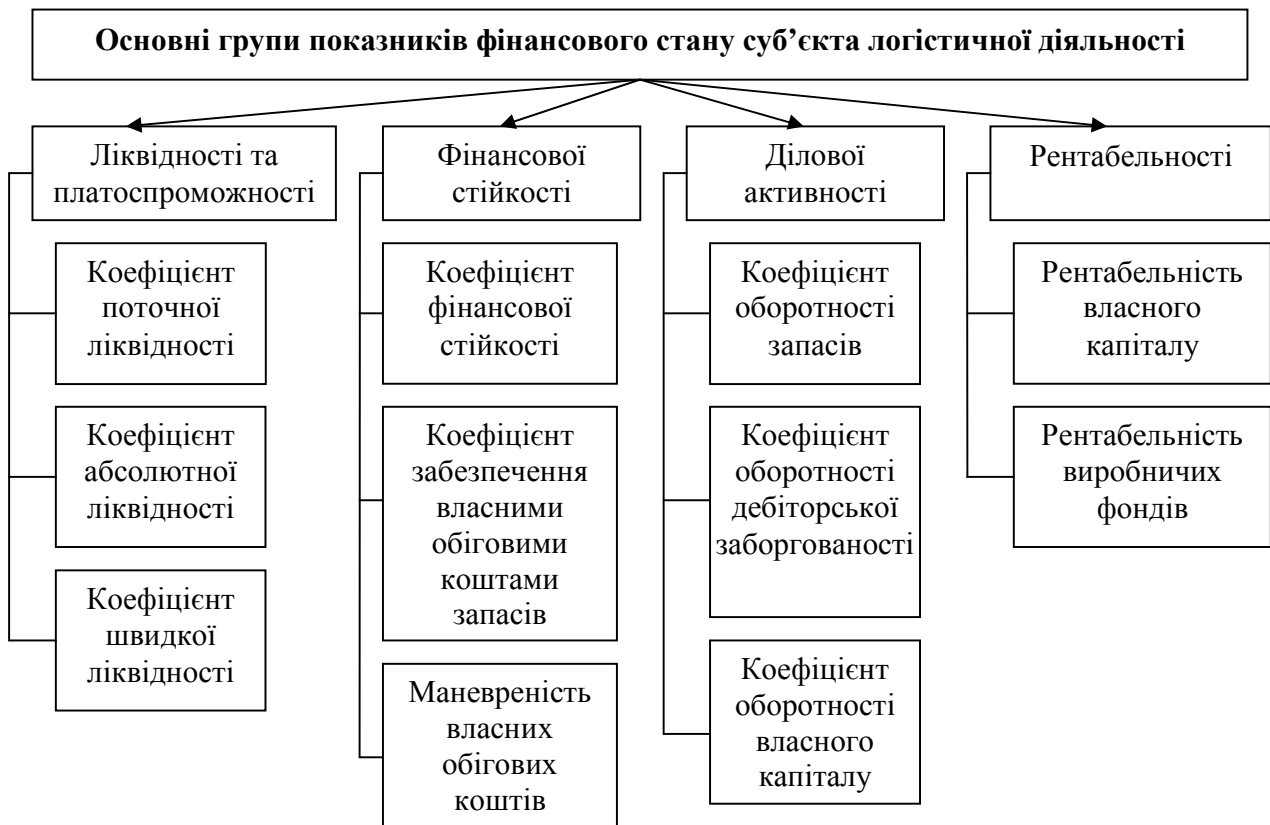 Основні групи показників фінансового стану суб’єкта логістичної діяльності
Ліквідності та
платоспроможності
Коефіцієнт
поточної
ліквідності
Коефіцієнт
абсолютної
ліквідності
Коефіцієнт
швидкої
ліквідності
Фінансової
стійкості
Коефіцієнт
фінансової
стійкості
Коефіцієнт
забезпечення
власними
обіговими
коштами
запасів
Маневреність
власних
обігових
коштів
Ділової
активності
Коефіцієнт
оборотності
запасів
Коефіцієнт
оборотності
дебіторської
заборгованості
Коефіцієнт
оборотності
власного
капіталу
Рентабельності
Рентабельність
власного
капіталу
Рентабельність
виробничих
фондів